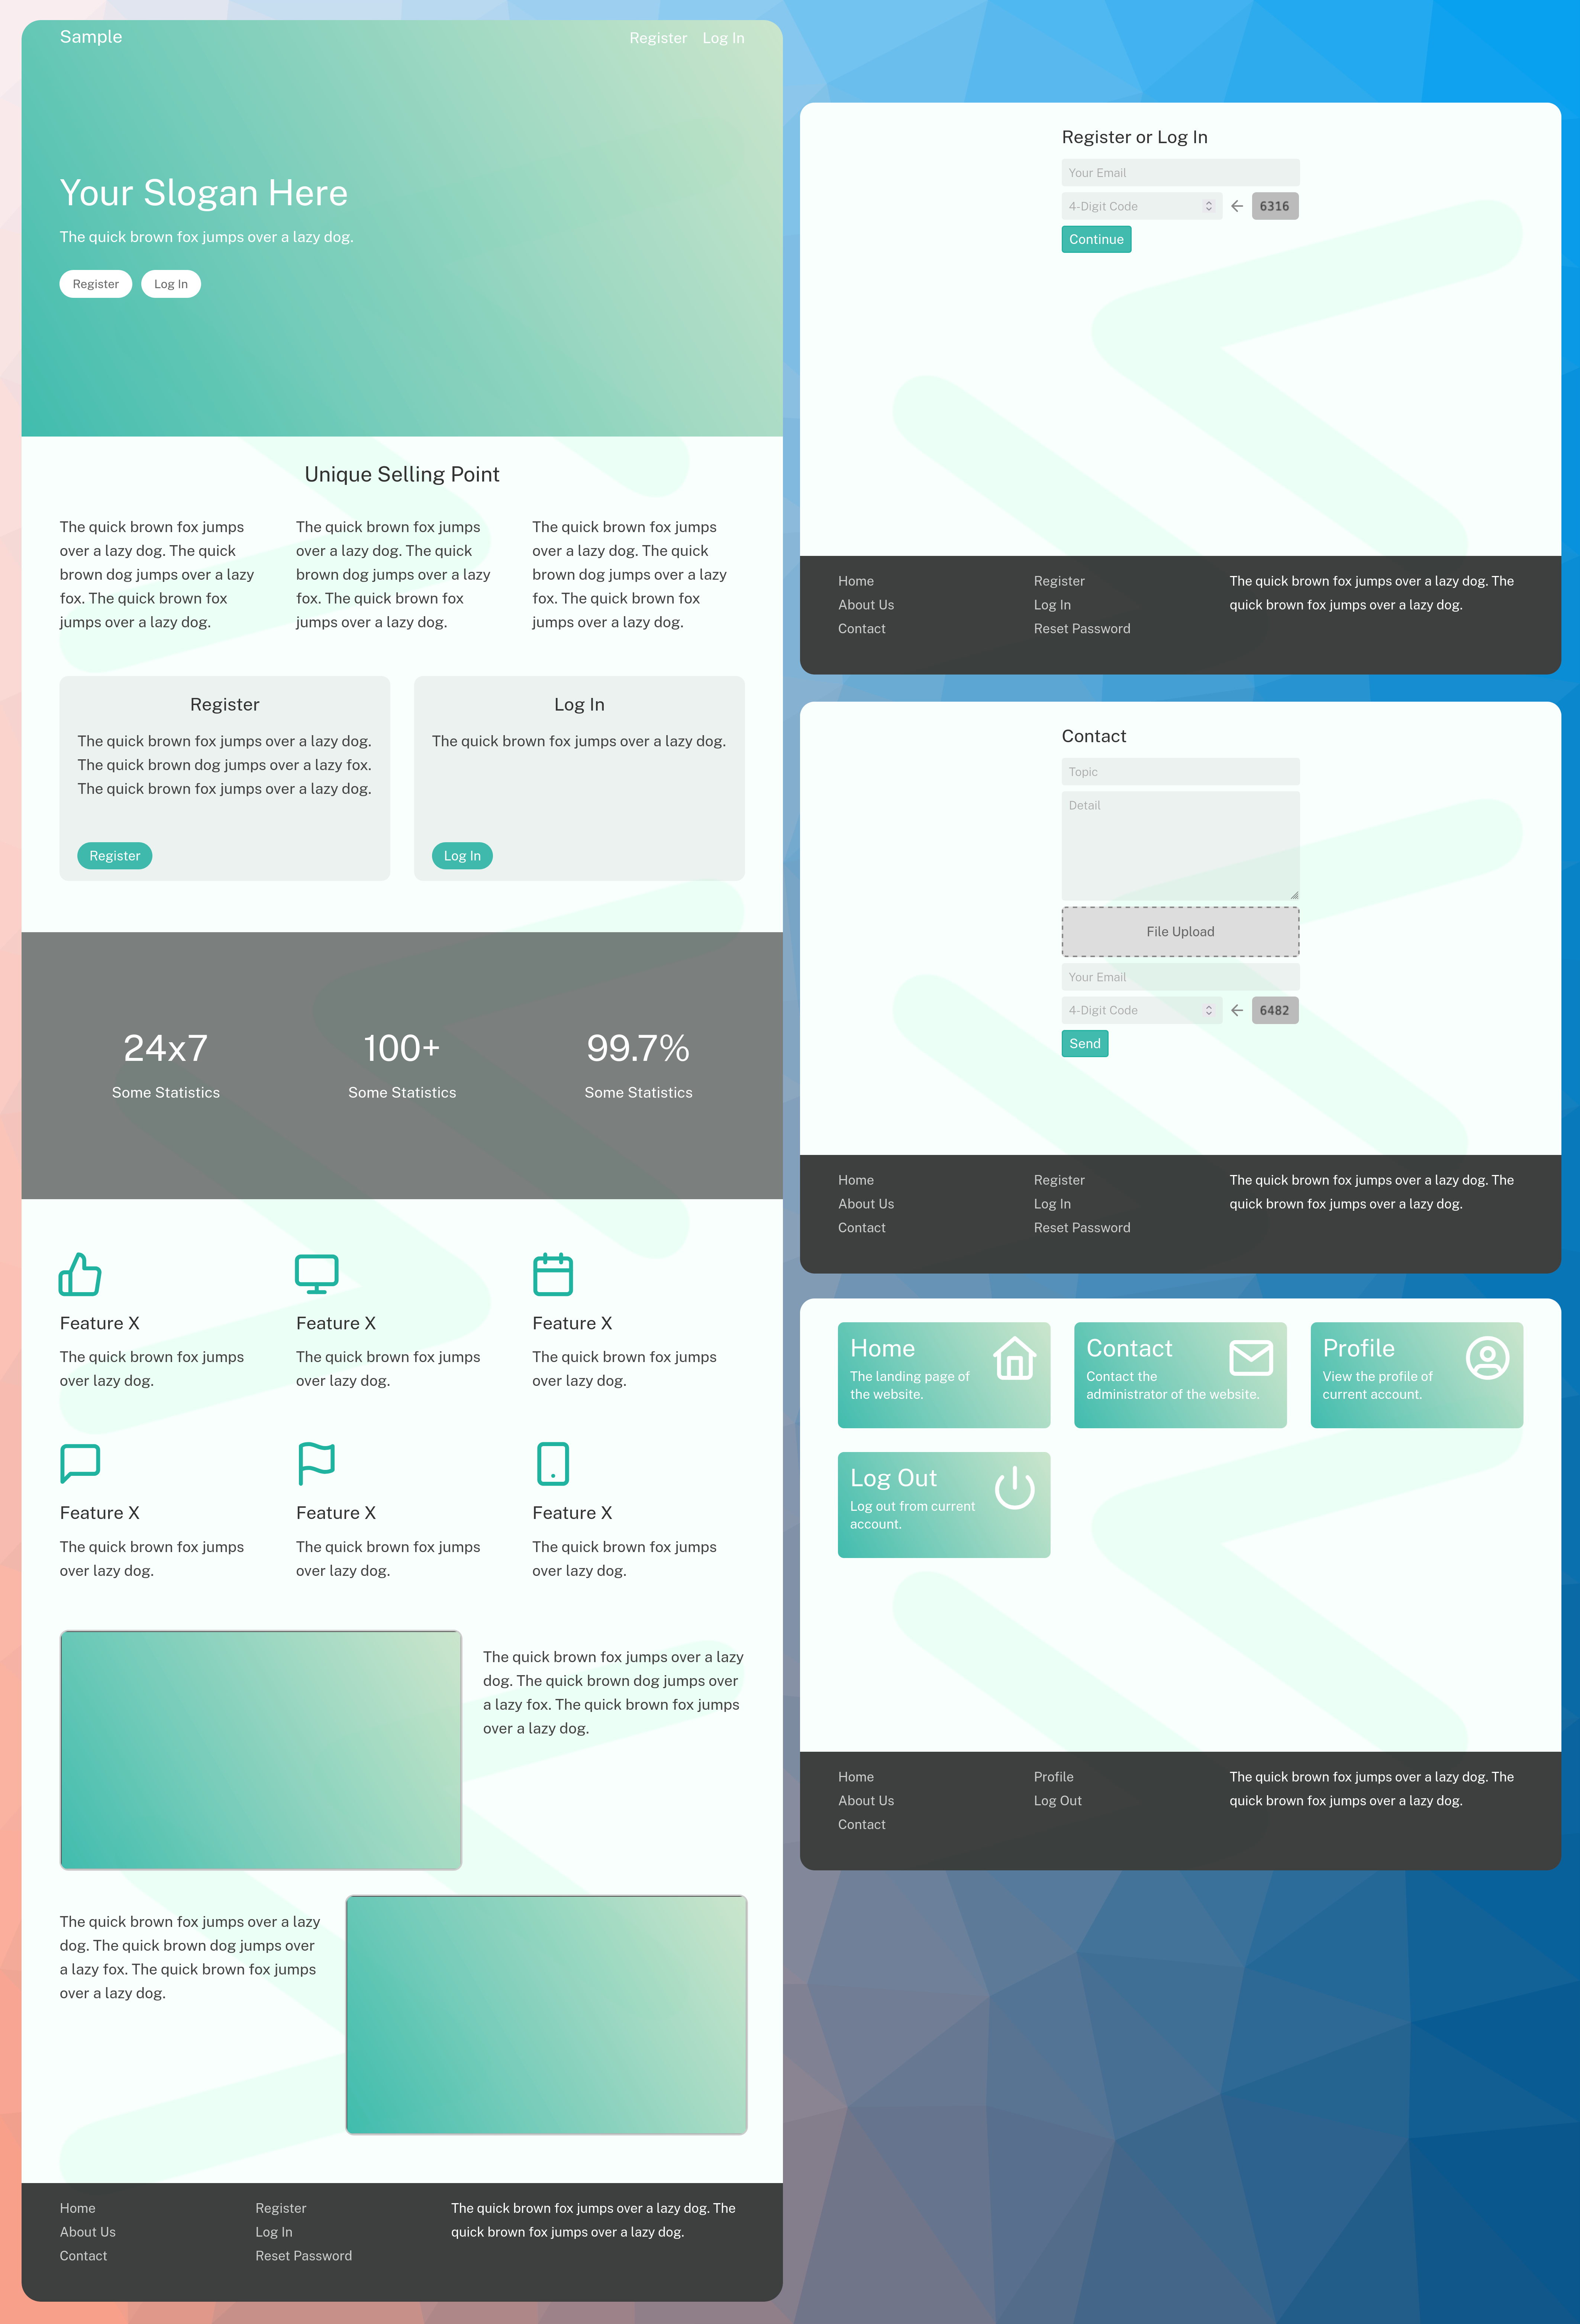 Sample
Register
Log In
Your Slogan Here
The quick brown fox jumps over a lazy dog.
Register
Log In
Unique Selling Point
The quick brown fox jumps
over a lazy dog. The quick
brown dog jumps over a lazy
fox. The quick brown fox
jumps over a lazy dog.
The quick brown fox jumps
over a lazy dog. The quick
brown dog jumps over a lazy
fox. The quick brown fox
jumps over a lazy dog.
The quick brown fox jumps
over a lazy dog. The quick
brown dog jumps over a lazy
fox. The quick brown fox
jumps over a lazy dog.
Register
The quick brown fox jumps over a lazy dog.
The quick brown dog jumps over a lazy fox.
The quick brown fox jumps over a lazy dog.
Register
Log In
The quick brown fox jumps over a lazy dog.
Log In
24x7
Some Statistics
100+
Some Statistics
99.7%
Some Statistics
Feature X
The quick brown fox jumps
over lazy dog.
Feature X
The quick brown fox jumps
over lazy dog.
Feature X
The quick brown fox jumps
over lazy dog.
Feature X
The quick brown fox jumps
over lazy dog.
Feature X
The quick brown fox jumps
over lazy dog.
Feature X
The quick brown fox jumps
over lazy dog.
The quick brown fox jumps over a lazy
dog. The quick brown dog jumps over
a lazy fox. The quick brown fox jumps
over a lazy dog.
The quick brown fox jumps over a lazy
dog. The quick brown dog jumps over
a lazy fox. The quick brown fox jumps
over a lazy dog.
Home
About Us
Contact
Register
Log In
Reset Password
The quick brown fox jumps over a lazy dog. The
quick brown fox jumps over a lazy dog.
Register or Log In
Your Email
4-Digit Code
6316
Continue
Home
About Us
Contact
Register
Log In
Reset Password
The quick brown fox jumps over a lazy dog. The
quick brown fox jumps over a lazy dog.
Contact
Topic
Detail
File Upload
Your Email
4-Digit Code
6482
Send
Home
About Us
Contact
Register
Log In
Reset Password
The quick brown fox jumps over a lazy dog. The
quick brown fox jumps over a lazy dog.
Home
The landing page of
the website.
Contact
Contact the
administrator of the website.
Profile
View the profile of
current account.
Log Out
Log out from current
account.
Home
About Us
Contact
Profile
Log Out
The quick brown fox jumps over a lazy dog. The
quick brown fox jumps over a lazy dog.